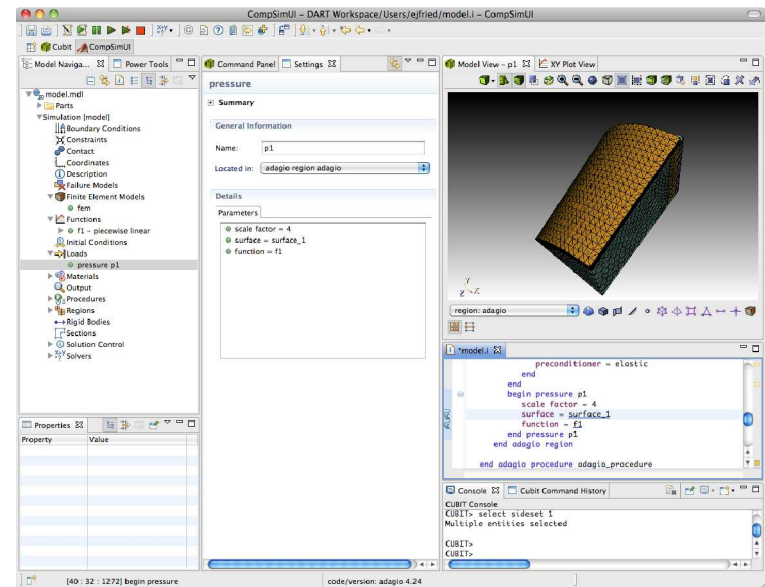 CompSimUI - DART Workspace/Users/ejfried/model.i - CompSimUI
Cubit CompSimUI
Model Naviga... Power Tools
model.mdl
Parts
Simulation [model]
Boundary Conditions
Constraints
Contact
Coordinates
Description
Failure Models
Finite Element Models
fem
Functions
f1 - piecewise linear
Initial Conditions
Loads
pressure p1
Materials
Output
Procedures
Regions
Rigid Bodies
Sections
Solution Control
Solvers
Properties
Property Value
Command Panel Settings
pressure
Summary
General Information
Name: p1
Located in: adagio region adagio
Details
Parameters
scale factor = 4
surface = surface_1
function = f1
Model View - p1 XY Plot View
Y
Z X
region: adagio
*model.i
preconditioner = elastic
end
end
begin pressure p1
scale factor = 4
surface = surface_1
function = f1
end pressure p1
end adagio region
end adagio procedure adagio_procedure
Console Cubit Command History
CUBIT Console
CUBIT> select sideset 1
Multiple entities selected
CUBIT>
CUBIT>
[40 : 32 : 1272] begin pressure
code/version: adagio 4.24